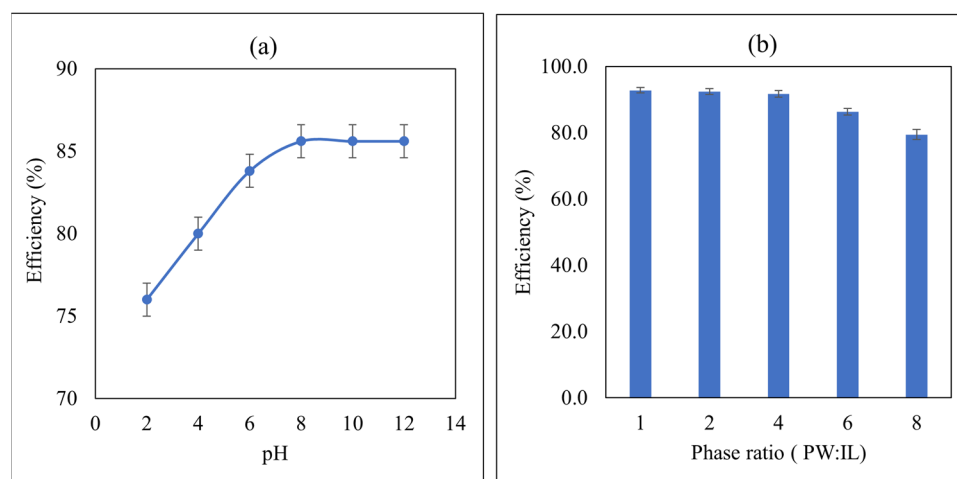 (a)
90
85
80
75
70
Efficiency (%)
0 2 4 6 8 10 12 14
pH
(b)
100.0
80.0
60.0
40.0
20.0
0.0
Efficiency (%)
1 2 4 6 8
Phase ratio ( PW:IL)